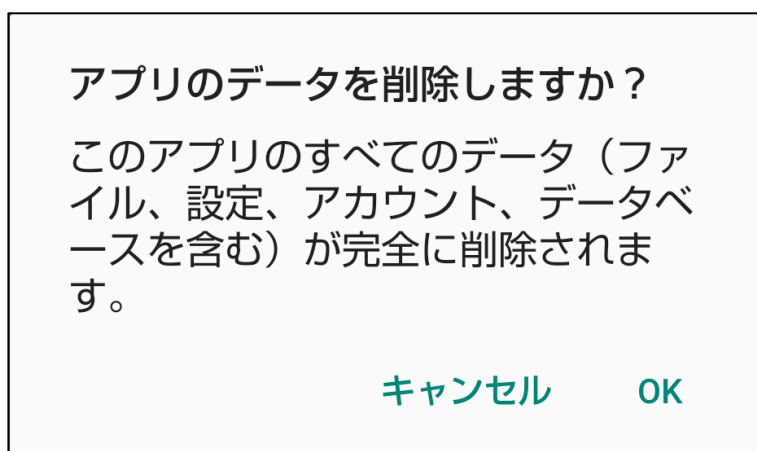 アプリのデータを削除しますか？
このアプリのすべてのデータ（ファ
イル、設定、アカウント、データベ
ースを含む）が完全に削除されま
す。
キャンセル OK